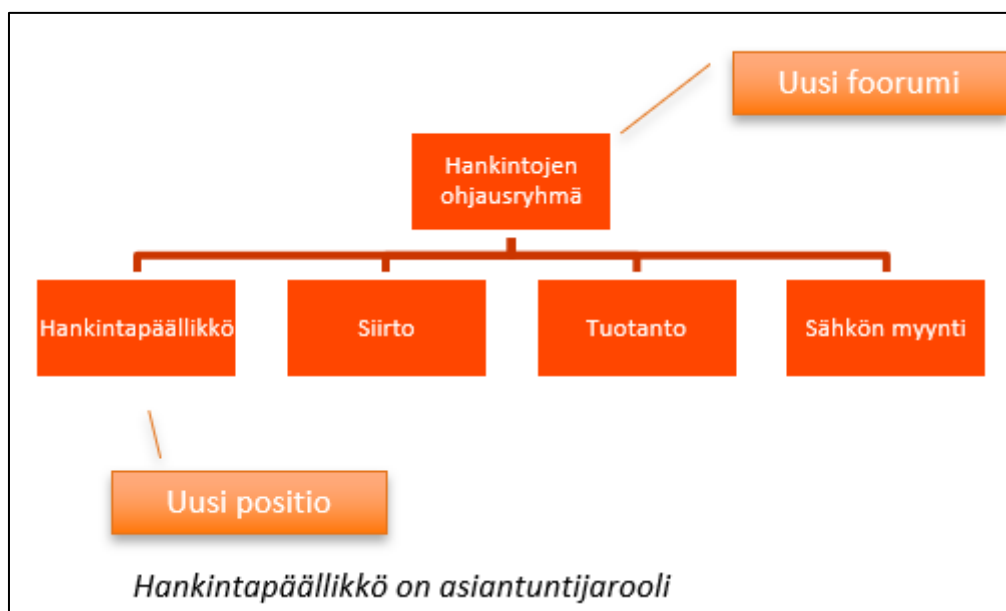 Uusi foorumi
Hankintojen
ohjausryhmä
Hankintapäällikkö
Siirto
Tuotanto
Sähkön myynti
Uusi positio
Hankintapäällikkö on asiantuntijarooli